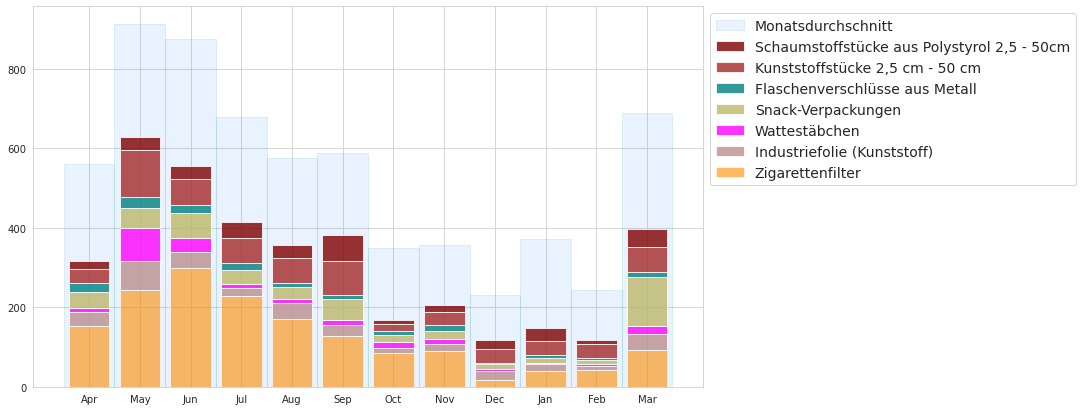 800
600
400
200
0
Apr May Jun Jul Aug Sep Oct Nov Dec Jan Feb Mar
Monatsdurchschnitt
Schaumstoffstücke aus Polystyrol 2,5 - 50cm
Kunststoffstücke 2,5 cm - 50 cm
Flaschenverschlüsse aus Metall
Snack-Verpackungen
Wattestäbchen
Industriefolie (Kunststoff)
Zigarettenfilter